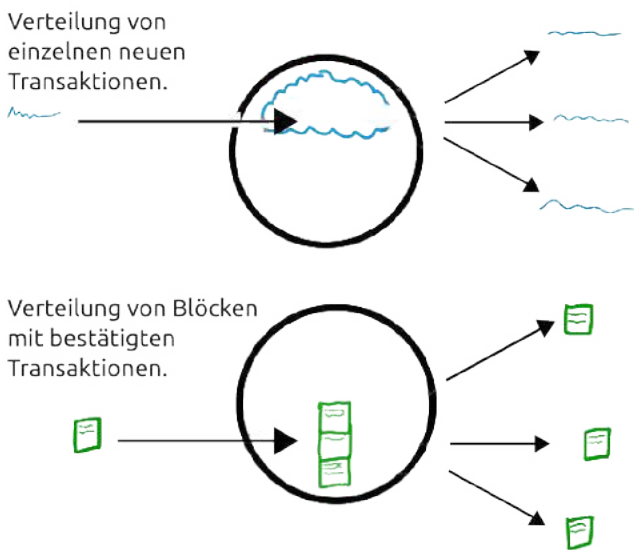 Verteilung von
einzelnen neuen
Transaktionen.
Verteilung von Blöcken
mit bestätigten
Transaktionen.